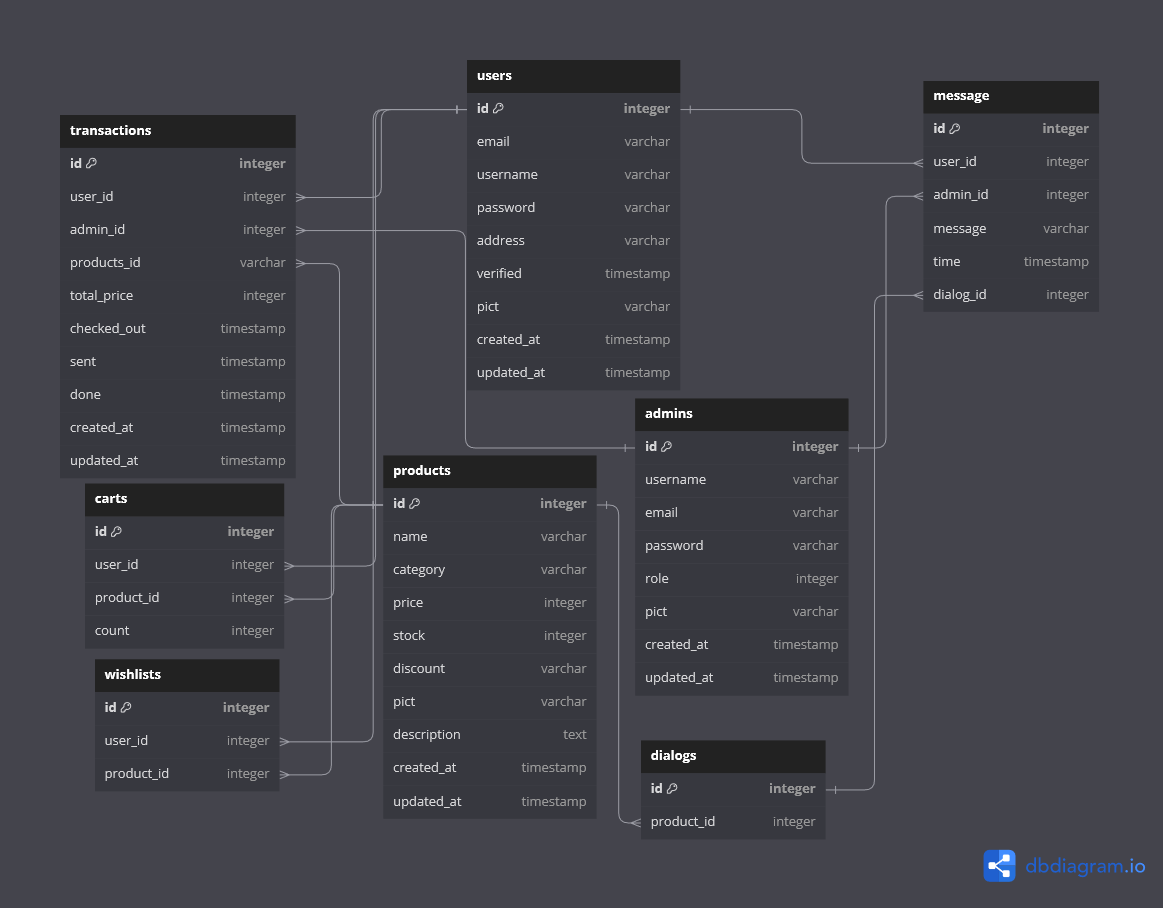 users
id integer
email varchar
username varchar
password varchar
address varchar
verified timestamp
pict varchar
created_at timestamp
updated_at timestamp
message
id integer
user_id integer
admin_id integer
message varchar
time timestamp
dialog_id integer
transactions
id integer
user_id integer
admin_id integer
products_id varchar
total_price integer
checked_out timestamp
sent timestamp
done timestamp
created_at timestamp
updated_at timestamp
admins
id integer
username varchar
email varchar
password varchar
role integer
pict varchar
created_at timestamp
updated_at timestamp
products
id integer
name varchar
category varchar
price integer
stock integer
discount varchar
pict varchar
description text
created_at timestamp
updated_at timestamp
carts
id integer
user_id integer
product_id integer
count integer
wishlists
id integer
user_id integer
product_id integer
dialogs
id integer
product_id integer
dbdiagram.io